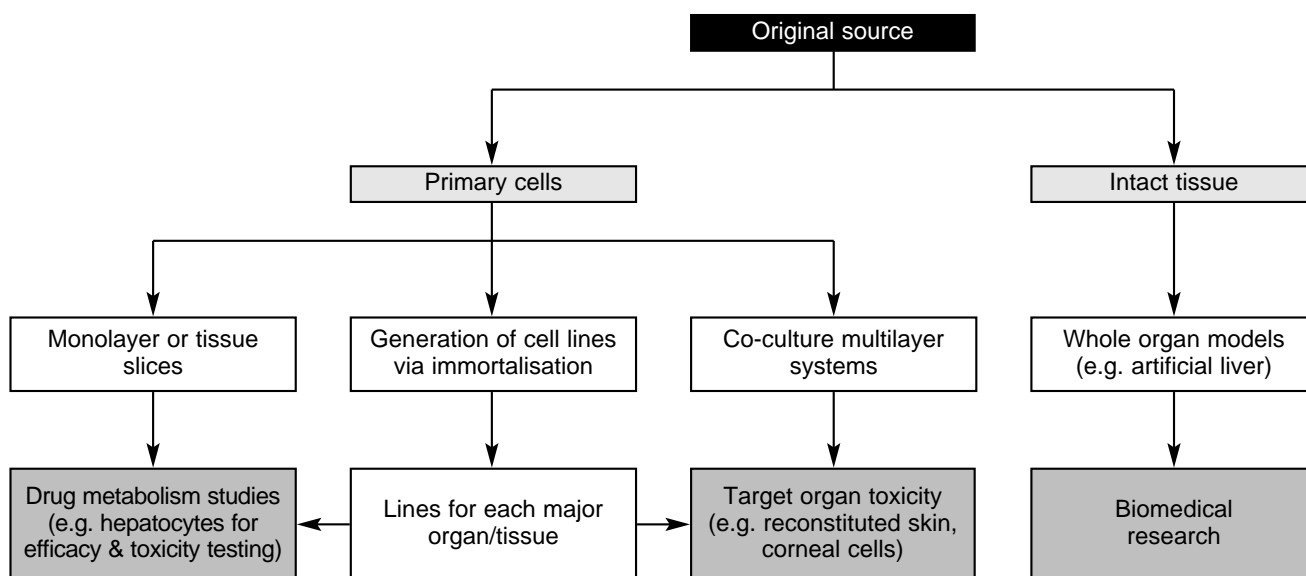 Original source
Primary cells
Intact tissue
Monolayer or tissue
slices
Generation of cell lines
via immortalisation
Co-culture multilayer
systems
Whole organ models
(e.g. artificial liver)
Drug metabolism studies
(e.g. hepatocytes for
efficacy & toxicity testing)
Lines for each major
organ/tissue
Target organ toxicity
(e.g. reconstituted skin,
corneal cells)
Biomedical
research